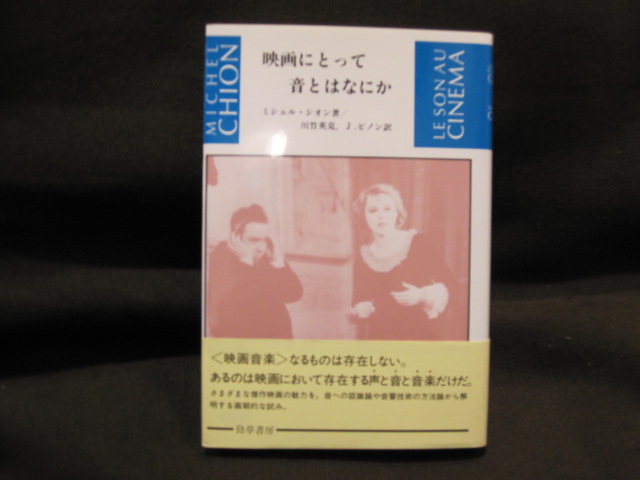 MICHEL
CHION
映画にとって
音とはなにか
ミシェル・シオン著/
川竹英克, J.ピノン訳
LE SON AU
CINÉMA
<映画音楽>なるものは存在しない。
あるのは映画において存在する声と音と音楽だけだ。
さまざまな傑作映画の魅力を、音への認識論や音響技術の方法論から解
明する画期的な試み。
勁草書房